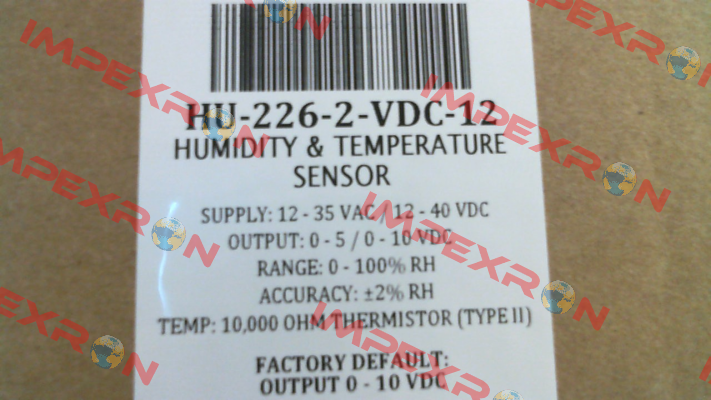 HU-226-2-VDC-12
HUMIDITY & TEMPERATURE
SENSOR
SUPPLY: 12 - 35 VAC / 12 - 40 VDC
OUTPUT: 0 - 5 / 0 - 10 VDC
RANGE: 0 - 100% RH
ACCURACY: ±2% RH
TEMP: 10,000 OHM THERMISTOR (TYPE II)
FACTORY DEFAULT:
OUTPUT 0 - 10 VDC
IMPEXRON
IMPEXRON
IMPEXRON
IMPEXRON
IMPEXRON
IMPEXRON
IMPEXRON